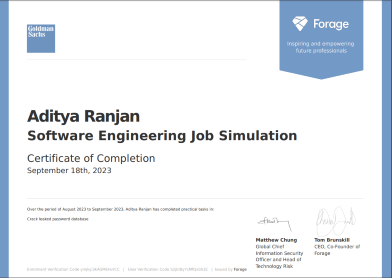 Goldman
Sachs
Forage
Inspiring and empowering
future professionals
Aditya Ranjan
Software Engineering Job Simulation
Certificate of Completion
September 18th, 2023
Over the period of August 2023 to September 2023, Aditya Ranjan has completed practical tasks in:
Crack leaked password database
Matthew Chung
Global Chief
Information Security
Officer and Head of
Technology Risk
Tom Brunskill
CEO, Co-Founder of
Forage
Enrolment Verification Code | User Verification Code | Issued by Forage